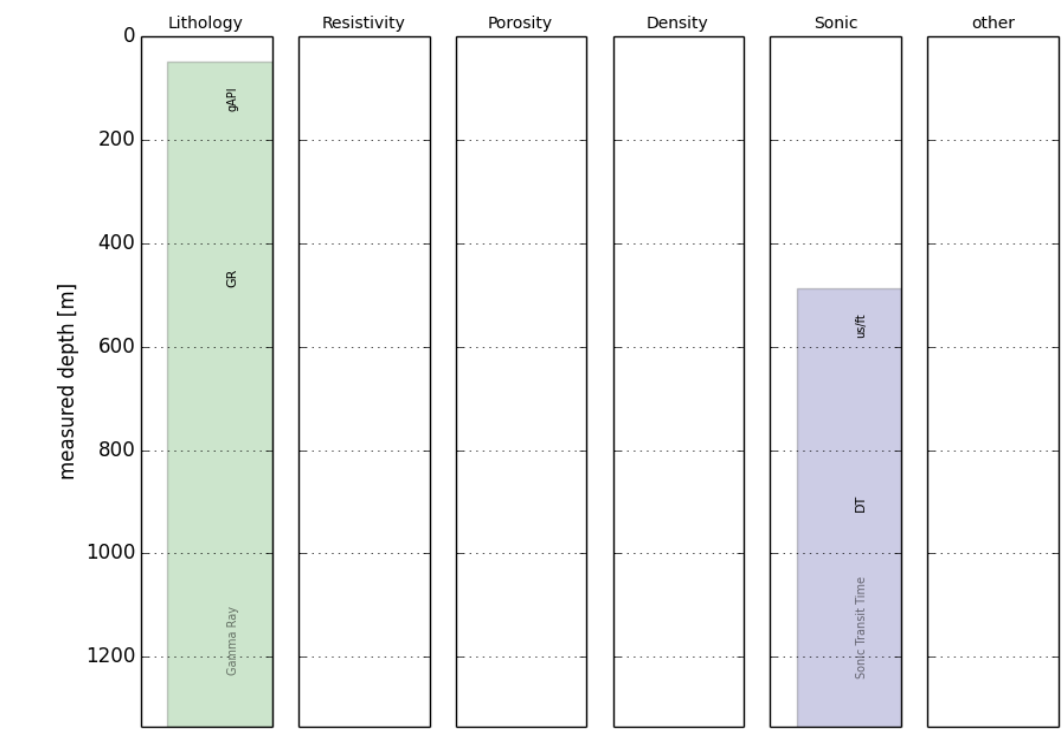 Lithology
Resistivity
Porosity
Density
Sonic
other
measured depth [m]
0
200
400
600
800
1000
1200
gAPI
GR
Gamma Ray
us/ft
DT
Sonic Transit Time